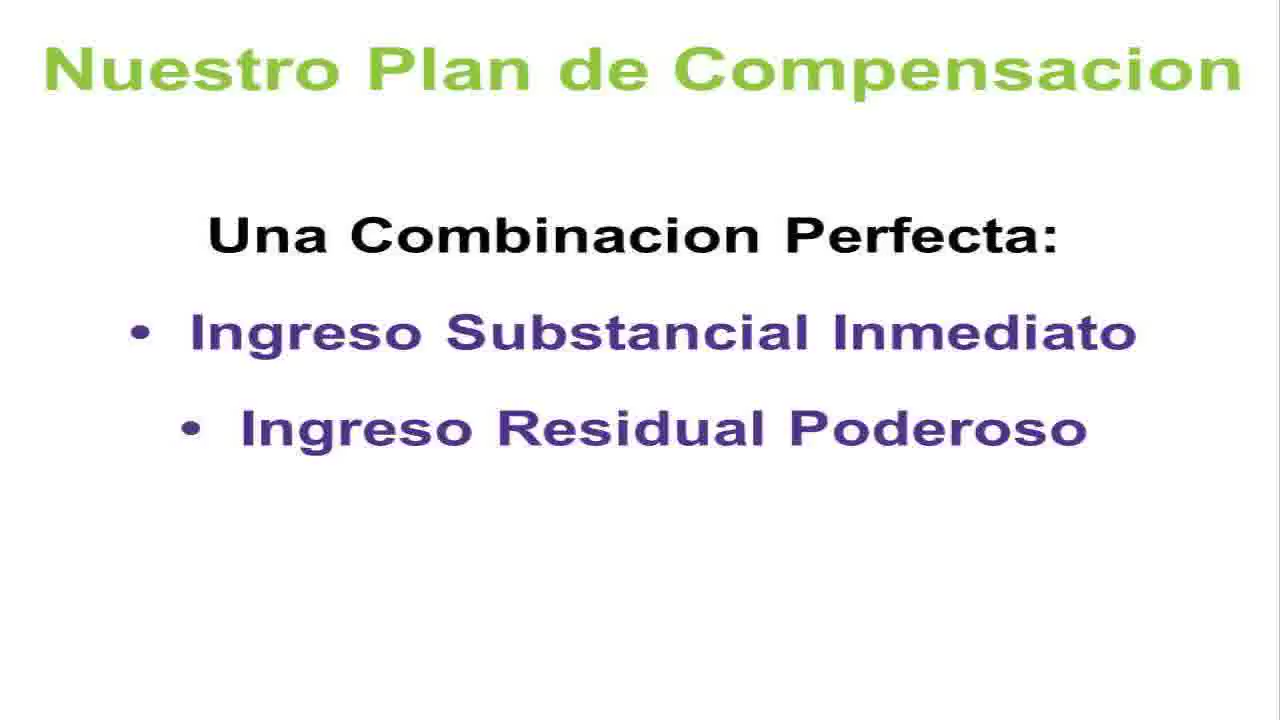 Nuestro Plan de Compensacion
Una Combinacion Perfecta:
• Ingreso Substancial Inmediato
• Ingreso Residual Poderoso